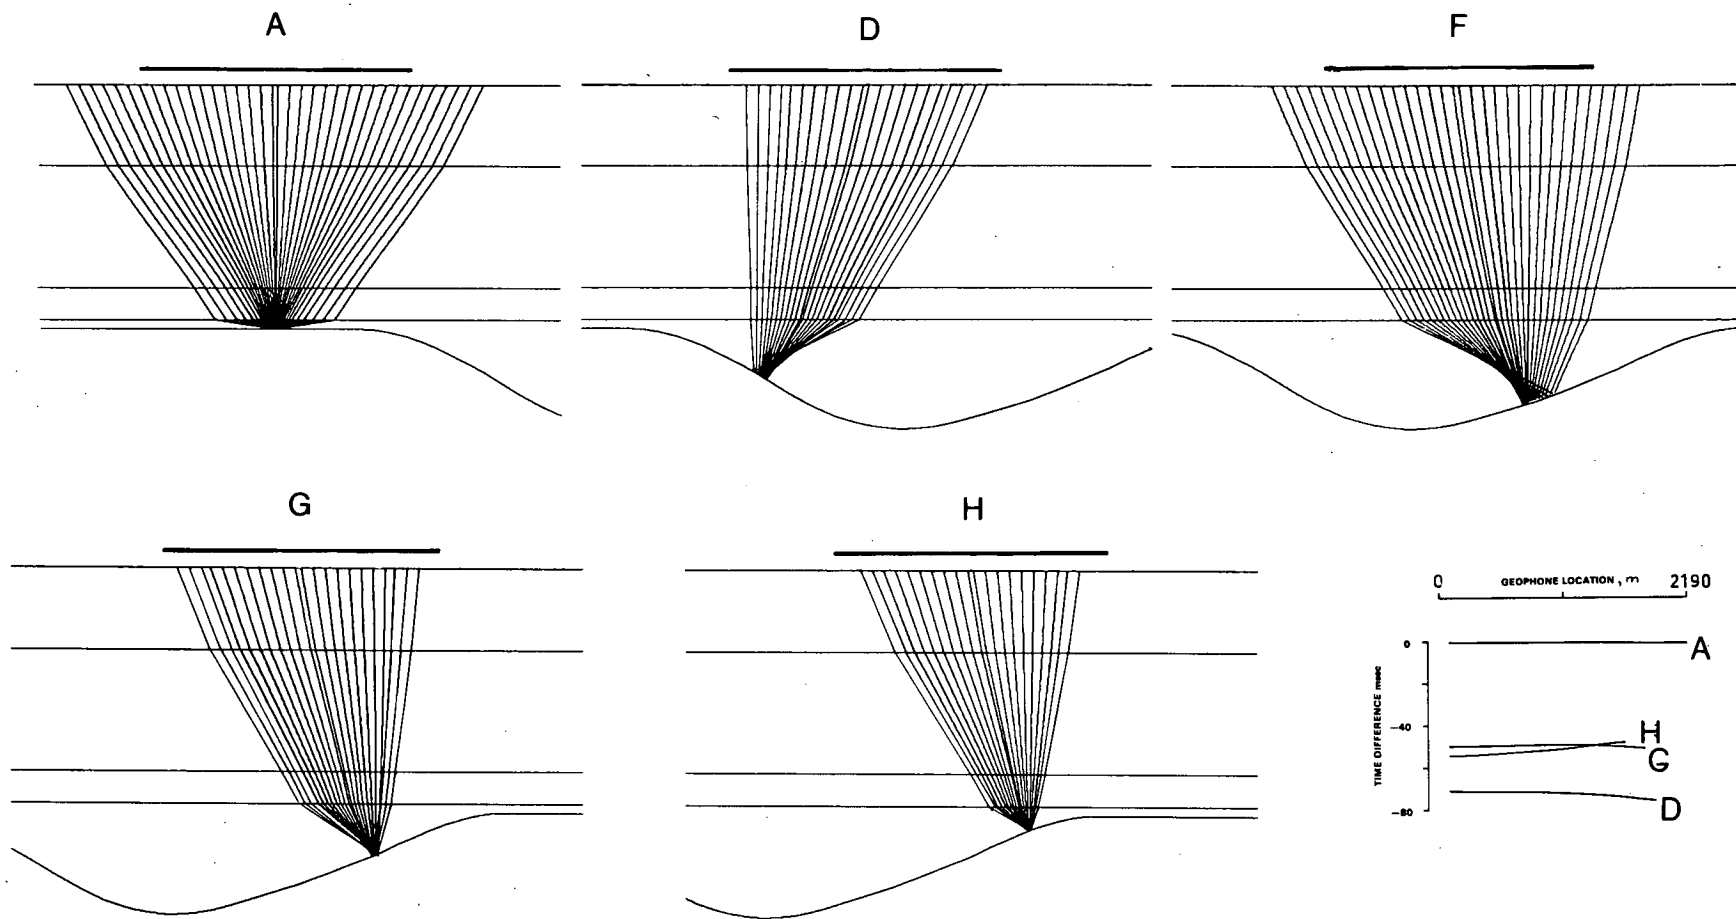 A
D
F
G
H
0 GEOPHONE LOCATION, m 2190
TIME DIFFERENCE msec
0
-40
-80
A
H
G
D